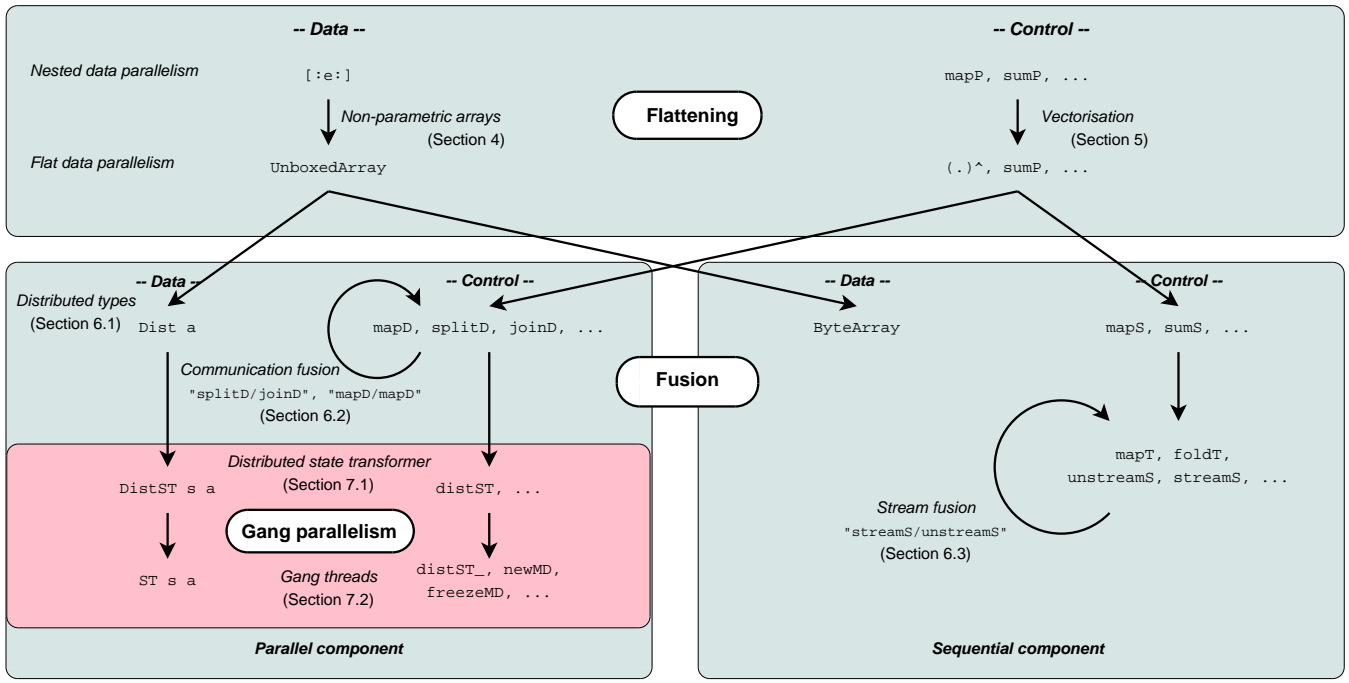 -- Data --
-- Control --
Nested data parallelism
[:e:]
mapP, sumP, ...
Non-parametric arrays
(Section 4)
Flattening
Vectorisation
(Section 5)
Flat data parallelism
UnboxedArray
(.)^, sumP, ...
-- Data --
-- Control --
-- Data --
-- Control --
Distributed types
(Section 6.1)
Dist a
mapD, splitD, joinD, ...
ByteArray
mapS, sumS, ...
Communication fusion
"splitD/joinD", "mapD/mapD"
(Section 6.2)
Fusion
Distributed state transformer
(Section 7.1)
DistST s a
distST, ...
mapT, foldT,
unstreamS, streamS, ...
Stream fusion
"streamS/unstreamS"
(Section 6.3)
Gang parallelism
ST s a
Gang threads
(Section 7.2)
distST_, newMD,
freezeMD, ...
Parallel component
Sequential component